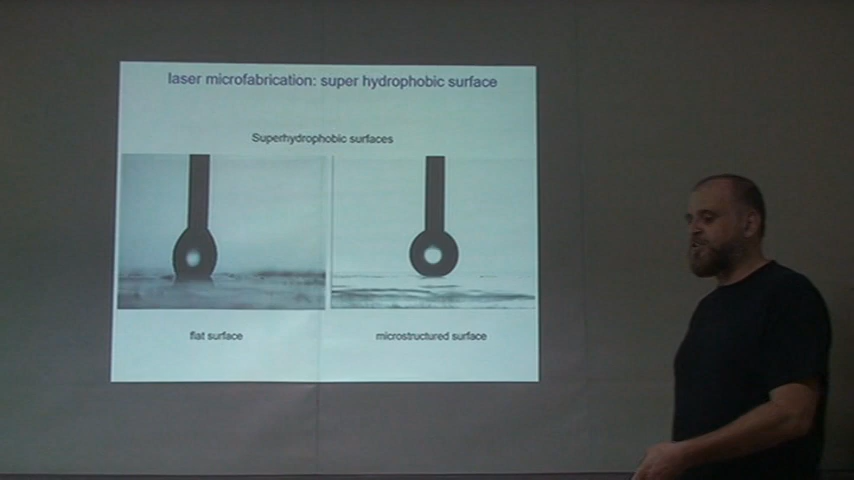 laser microfabrication: super hydrophobic surface
Superhydrophobic surfaces
flat surface
microstructured surface